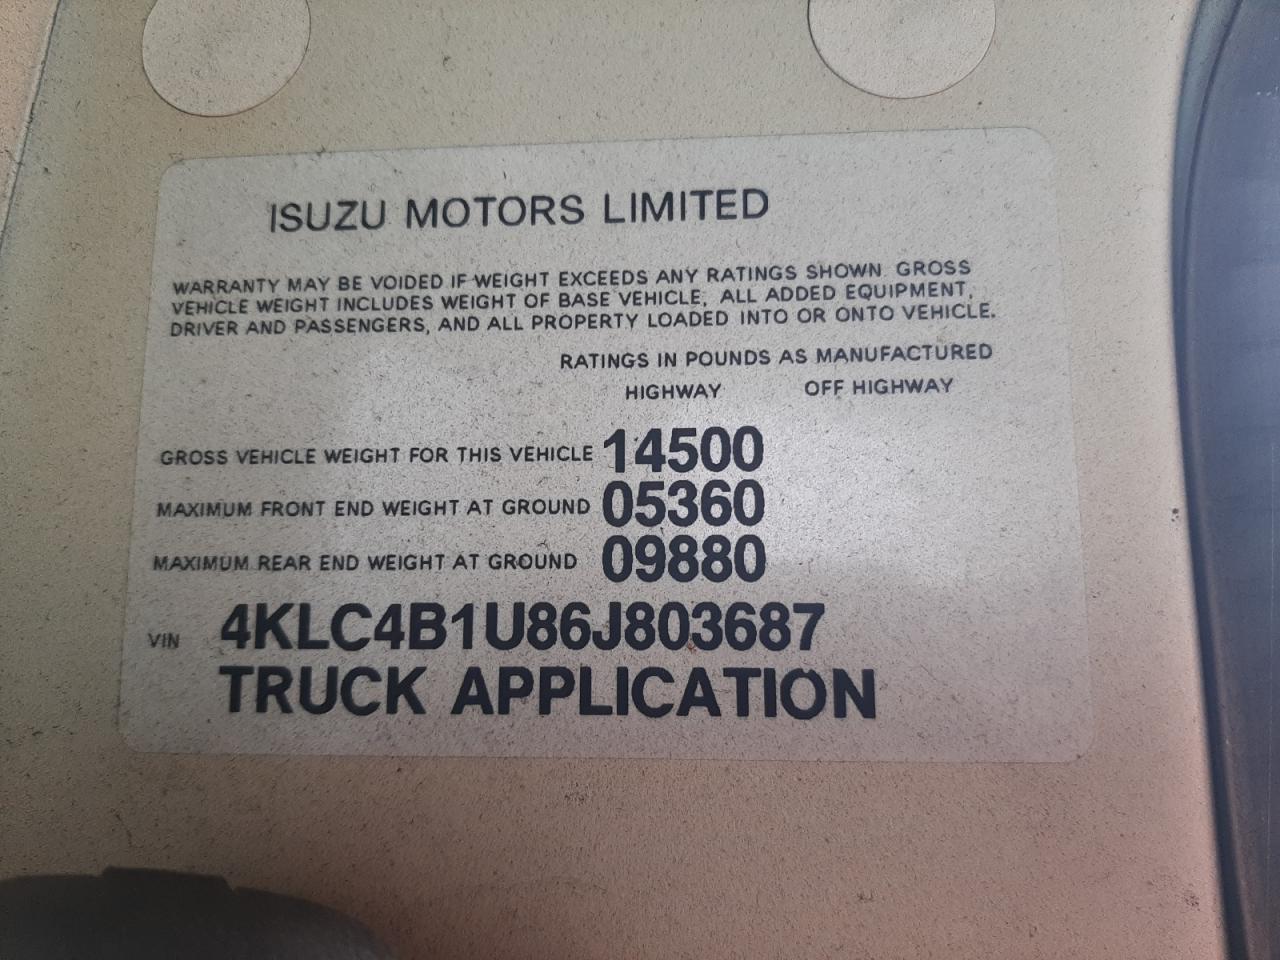 ISUZU MOTORS LIMITED
WARRANTY MAY BE VOIDED IF WEIGHT EXCEEDS ANY RATINGS SHOWN. GROSS
VEHICLE WEIGHT INCLUDES WEIGHT OF BASE VEHICLE, ALL ADDED EQUIPMENT,
DRIVER AND PASSENGERS, AND ALL PROPERTY LOADED INTO OR ONTO VEHICLE.
RATINGS IN POUNDS AS MANUFACTURED
HIGHWAY OFF HIGHWAY
GROSS VEHICLE WEIGHT FOR THIS VEHICLE 14500
MAXIMUM FRONT END WEIGHT AT GROUND 05360
MAXIMUM REAR END WEIGHT AT GROUND 09880
VIN 4KLC4B1U86J803687
TRUCK APPLICATION